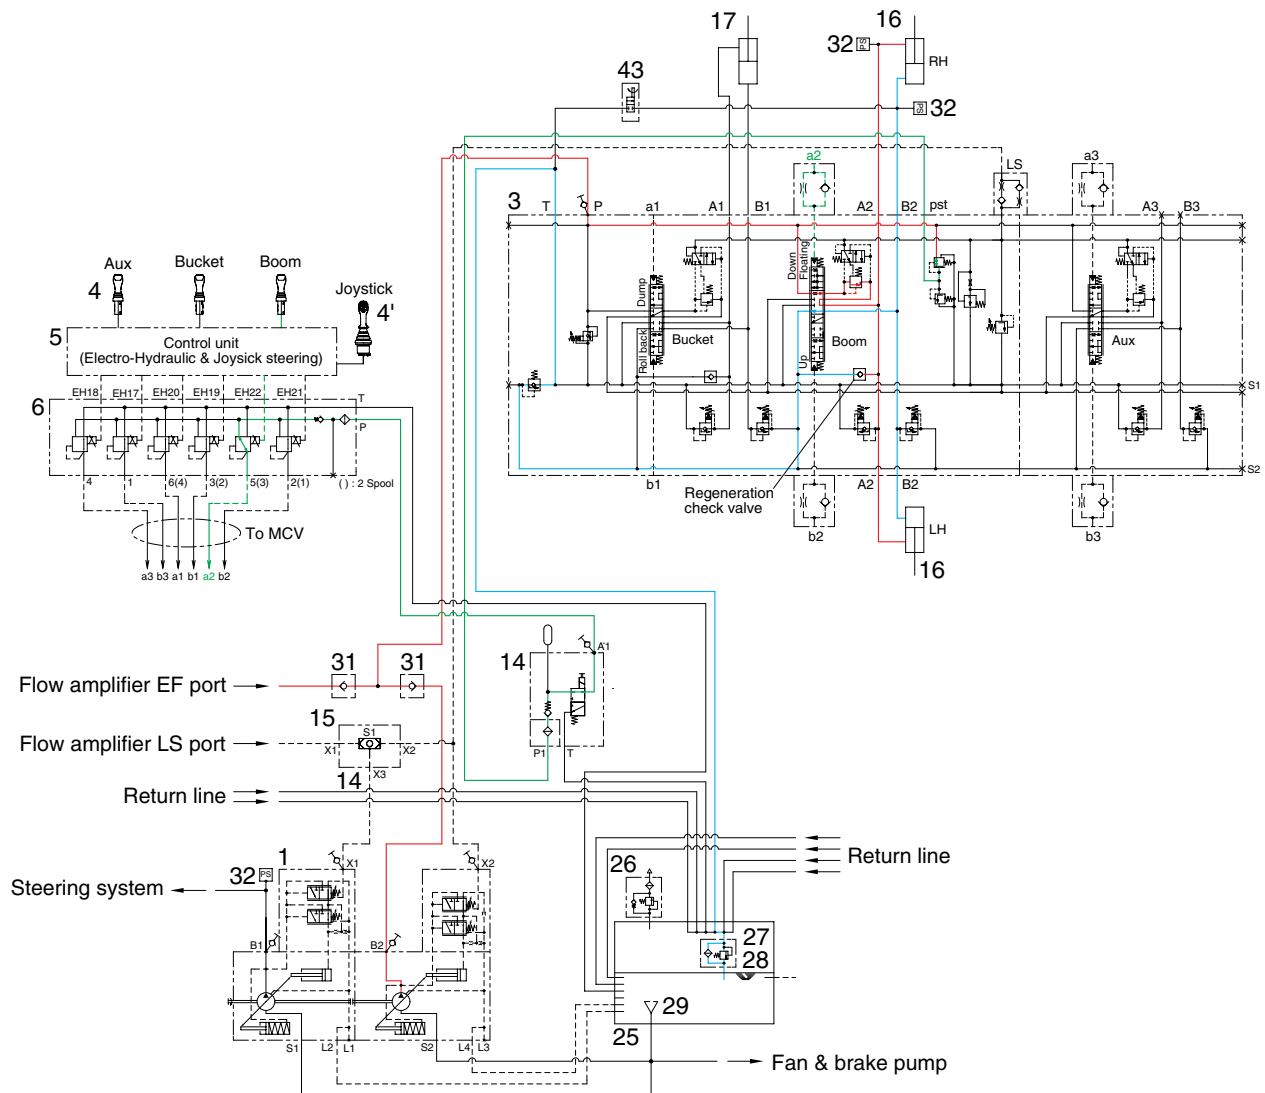 17
16
32
PS
RH
43
PS
32
a2
a3
LS
3
T
P
a1
A1
B1
A2
B2
pst
A3
B3
Aux
Bucket
Boom
4
Joystick
4'
5
Control unit
(Electro-Hydraulic & Joysick steering)
Dump
Roll back
Bucket
Down
Floating
Up
Boom
Aux
EH18
EH17
EH20
EH19
EH22
EH21
T
6
P
S1
4
1
6(4)
3(2)
5(3)
2(1)
( ) : 2 Spool
S2
b1
A2
B2
Regeneration
check valve
To MCV
b2
LH
b3
16
a3
b3
a1
b1
a2
b2
14
A1
31
31
Flow amplifier EF port
15
S1
Flow amplifier LS port
X1
X2
X3
P1
T
14
Return line
Return line
1
X1
X2
26
32
PS
Steering system
B1
B2
27
28
29
25
S1
L2
L1
S2
L4
L3
Fan & brake pump